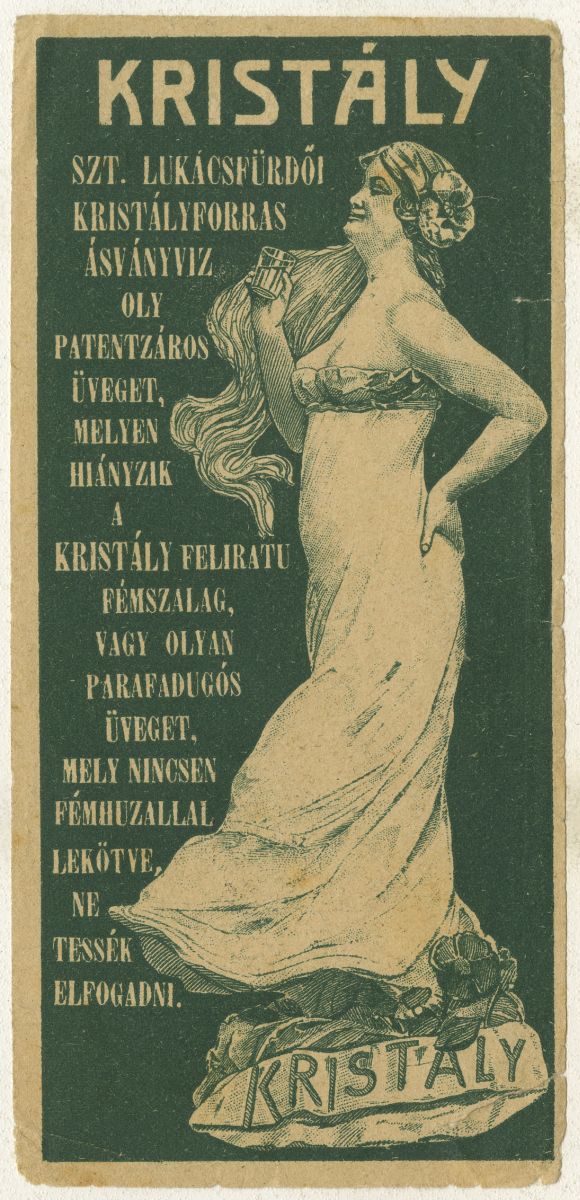 KRISTÁLY
SZT. LUKÁCSFÜRDŐI
KRISTÁLYFORRAS
ÁSVÁNYVIZ
OLY
PATENTZÁROS
ÜVEGET,
MELYEN
HIÁNYZIK
A
KRISTÁLY FELIRATU
FÉMSZALAG,
VAGY OLYAN
PARAFADUGÓS
ÜVEGET,
MELY NINCSEN
FÉMHUZALLAL
LEKÖTVE,
NE
TESSÉK
ELFOGADNI.
KRISTÁLY